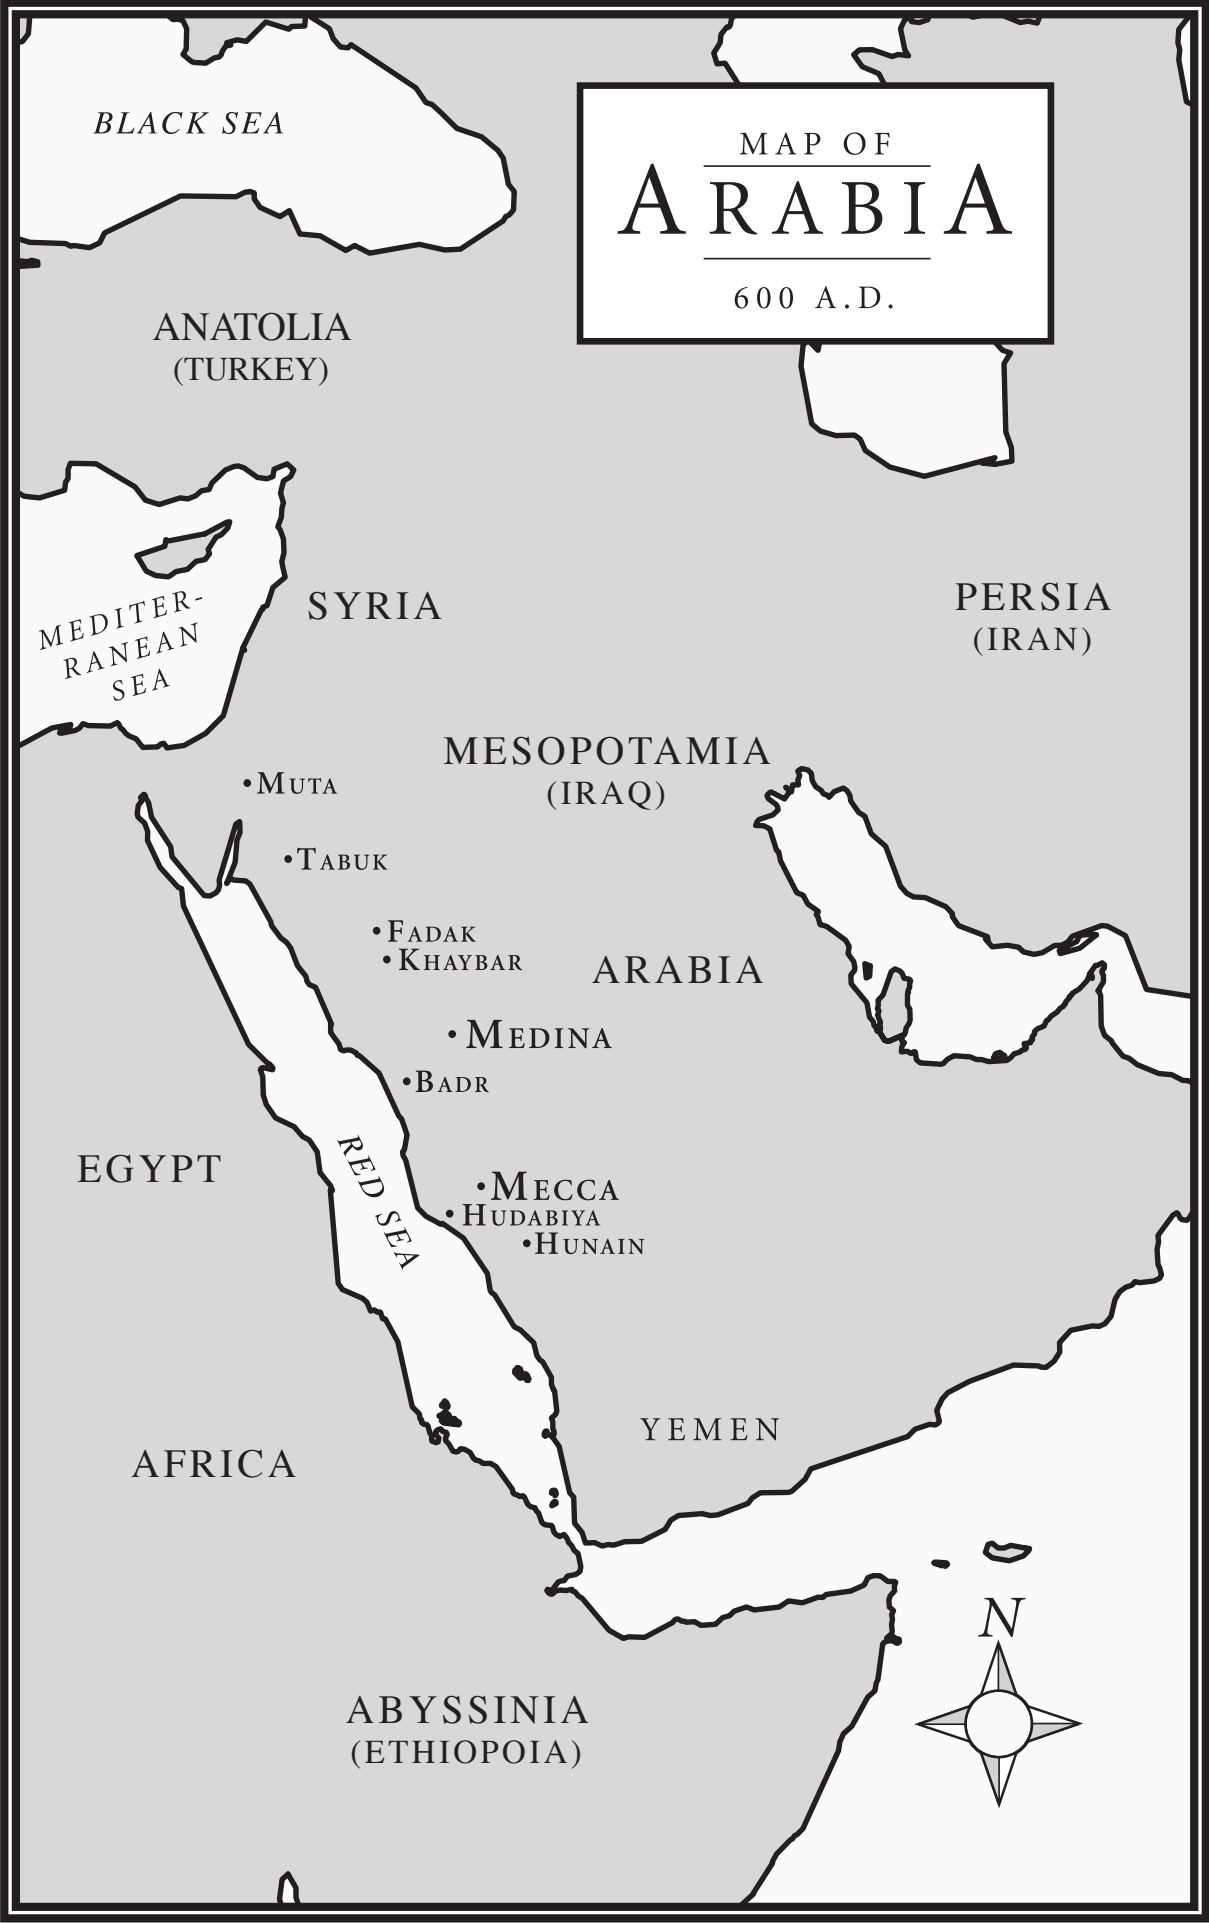 BLACK SEA
MAP OF
ARABIA
600 A.D.
ANATOLIA
(TURKEY)
SYRIA
PERSIA
(IRAN)
MEDITER-
RANEAN
SEA
MESOPOTAMIA
(IRAQ)
•MUTA
•TABUK
•FADAK
•KHAYBAR
ARABIA
•MEDINA
•BADR
EGYPT
RED SEA
•MECCA
•HUDABIYA
•HUNAIN
YEMEN
AFRICA
N
ABYSSINIA
(ETHIOPOIA)